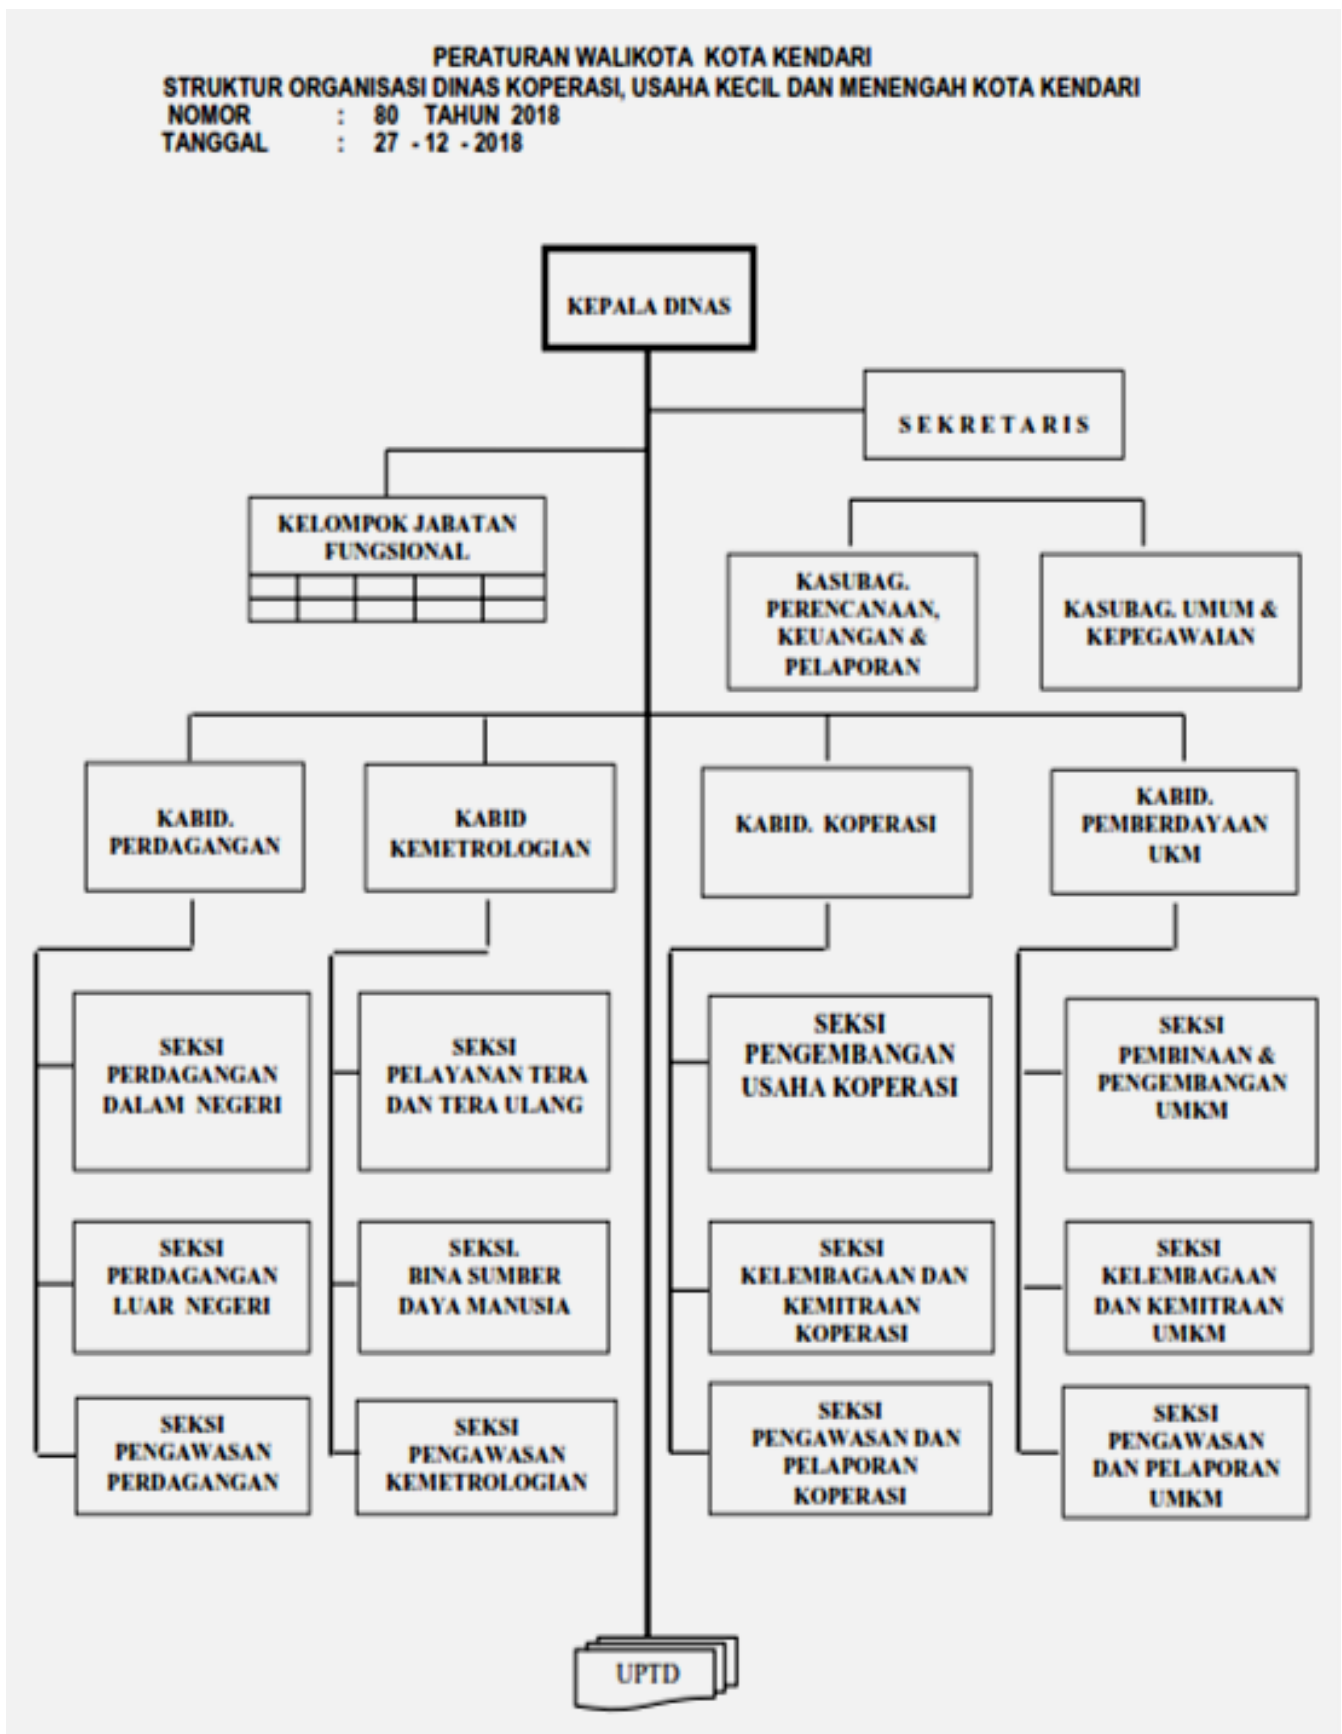 PERATURAN WALIKOTA KOTA KENDARI
STRUKTUR ORGANISASI DINAS KOPERASI, USAHA KECIL DAN MENENGAH KOTA KENDARI
NOMOR : 80 TAHUN 2018
TANGGAL : 27 - 12 - 2018
KEPALA DINAS
S E K R E T A R I S
KELOMPOK JABATAN
FUNGSIONAL
KASUBAG.
PERENCANAAN,
KEUANGAN &
PELAPORAN
KASUBAG. UMUM &
KEPEGAWAIAN
KABID.
PERDAGANGAN
KABID
KEMETROLOGIAN
KABID. KOPERASI
KABID.
PEMBERDAYAAN
UKM
SEKSI
PERDAGANGAN
DALAM NEGERI
SEKSI
PELAYANAN TERA
DAN TERA ULANG
SEKSI
PENGEMBANGAN
USAHA KOPERASI
SEKSI
PEMBINAAN &
PENGEMBANGAN
UMKM
SEKSI
PERDAGANGAN
LUAR NEGERI
SEKSI.
BINA SUMBER
DAYA MANUSIA
SEKSI
KELEMBAGAAN DAN
KEMITRAAN
KOPERASI
SEKSI
KELEMBAGAAN
DAN KEMITRAAN
UMKM
SEKSI
PENGAWASAN
PERDAGANGAN
SEKSI
PENGAWASAN
KEMETROLOGIAN
SEKSI
PENGAWASAN DAN
PELAPORAN
KOPERASI
SEKSI
PENGAWASAN
DAN PELAPORAN
UMKM
UPTD